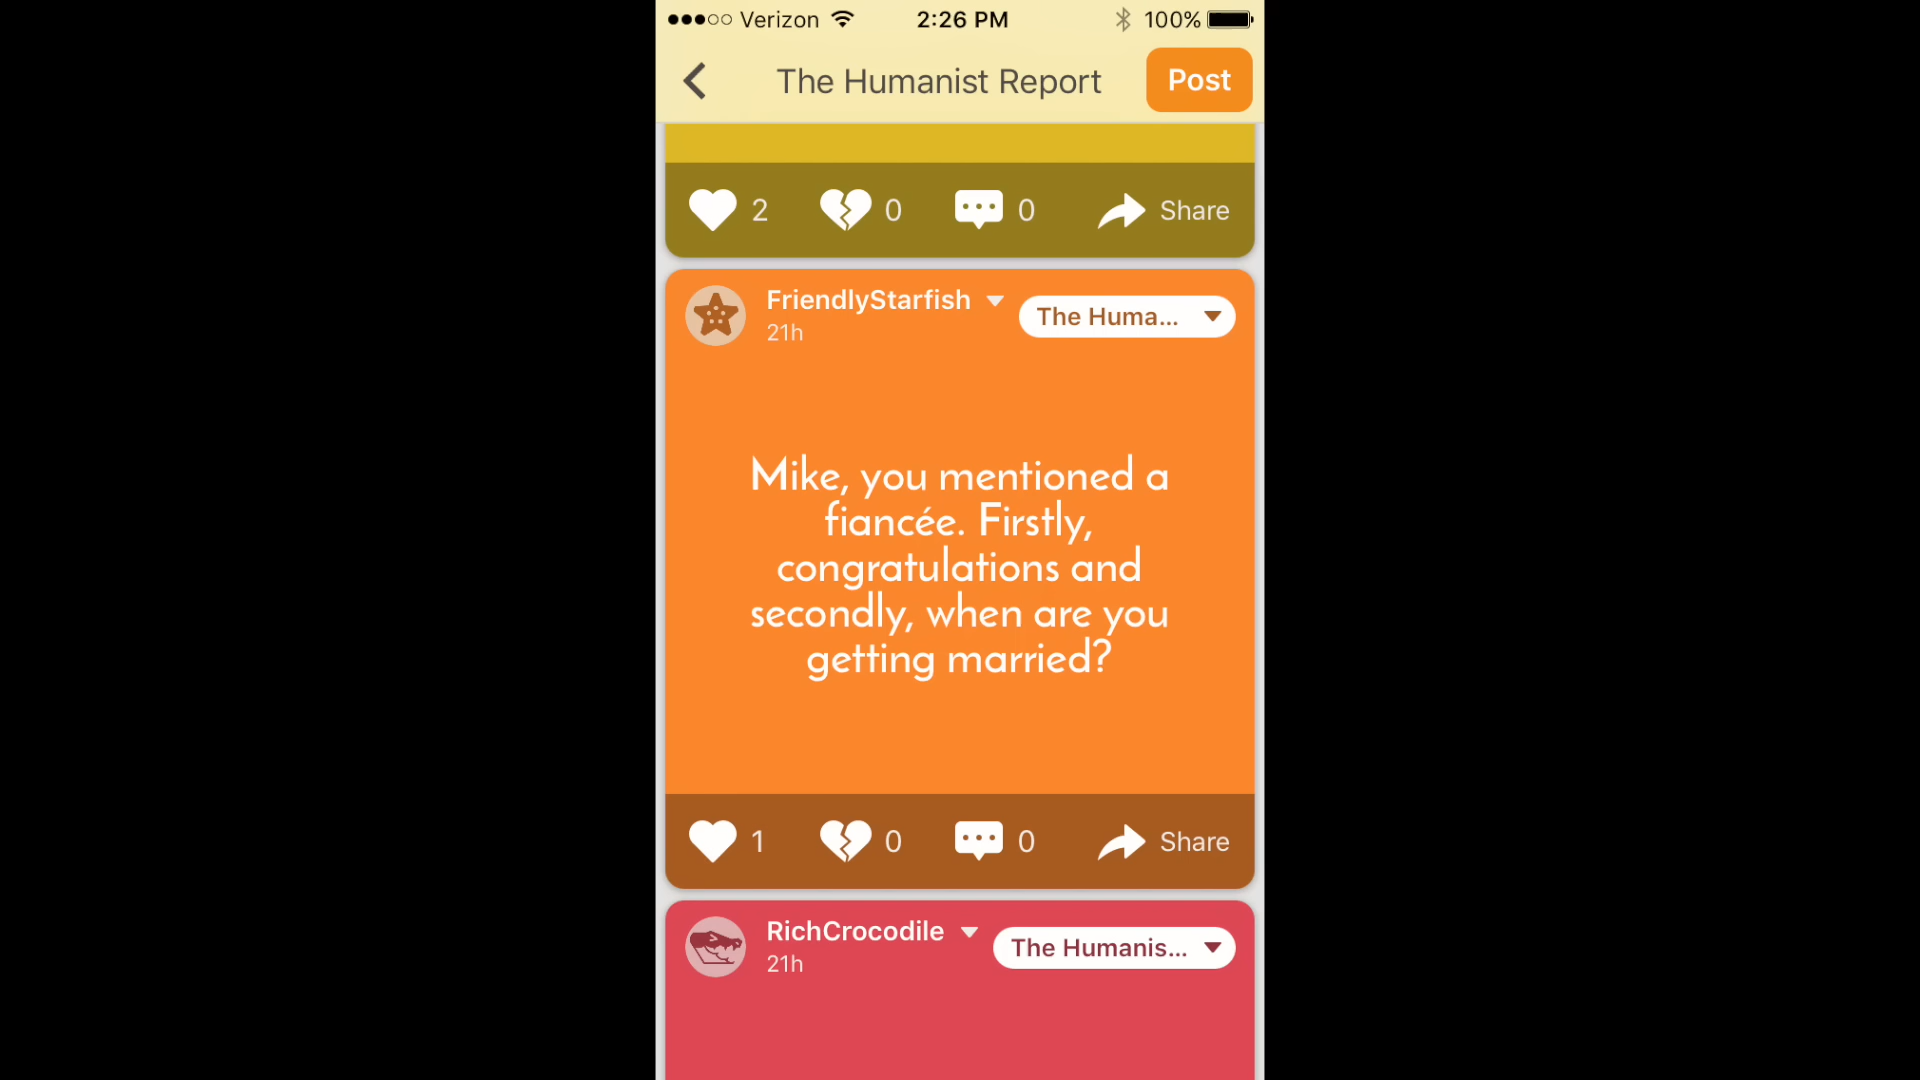 Verizon 2:26 PM 100%
The Humanist Report Post
2 0 0 Share
FriendlyStarfish The Huma...
21h
Mike, you mentioned a
fiancée. Firstly,
congratulations and
secondly, when are you
getting married?
1 0 0 Share
RichCrocodile The Humanis...
21h